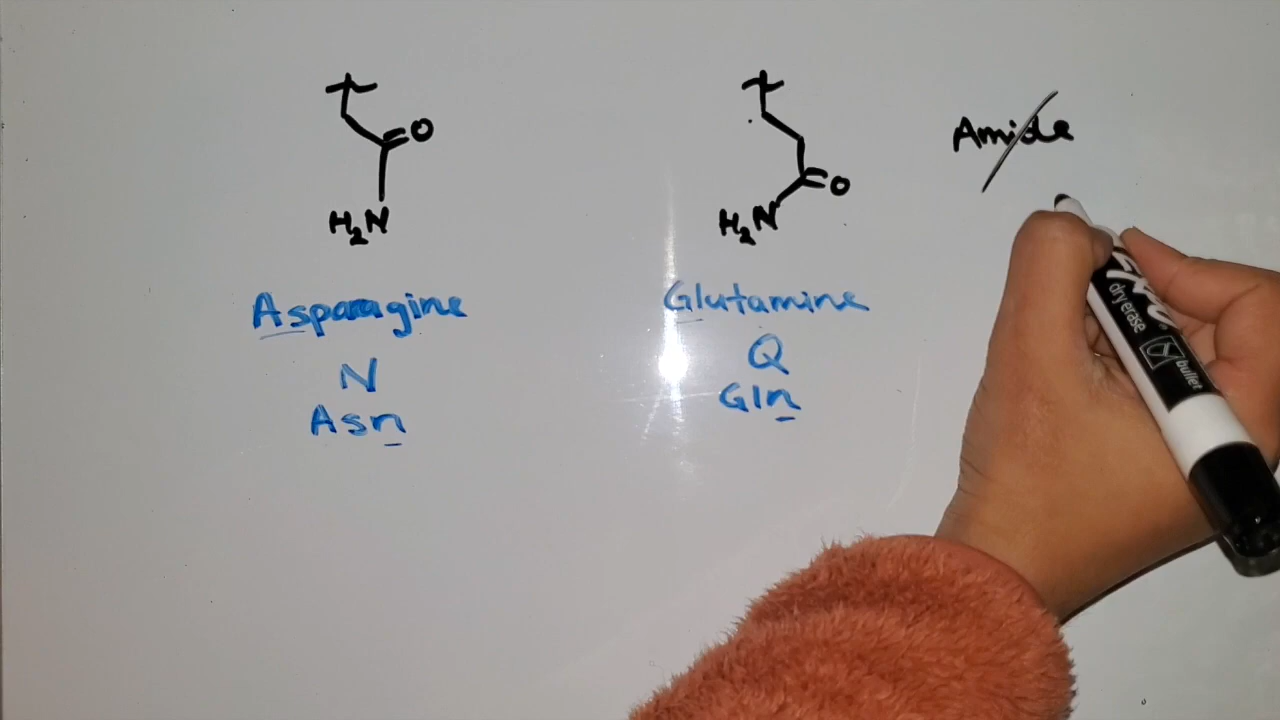 O
H₂N
Asparagine
N
Asn
O
H₂N
Glutamine
Q
Gln
Amide
EXPO
dry erase
bullet